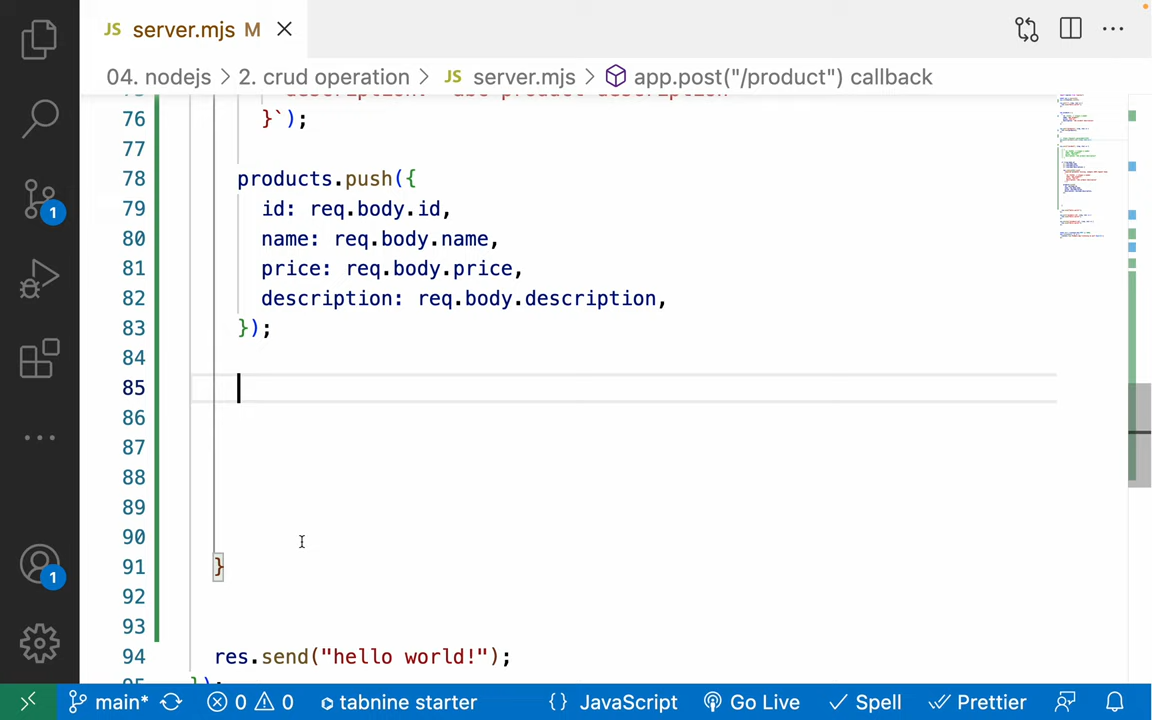 JS server.mjs M
04. nodejs > 2. crud operation > JS server.mjs > app.post("/product") callback
76 }`);
77
78 products.push({
79 id: req.body.id,
80 name: req.body.name,
81 price: req.body.price,
82 description: req.body.description,
83 });
84
85
86
87
88
89
90
91 }
92
93
94 res.send("hello world!");
1
1
main* 0 0 tabnine starter {} JavaScript Go Live Spell Prettier